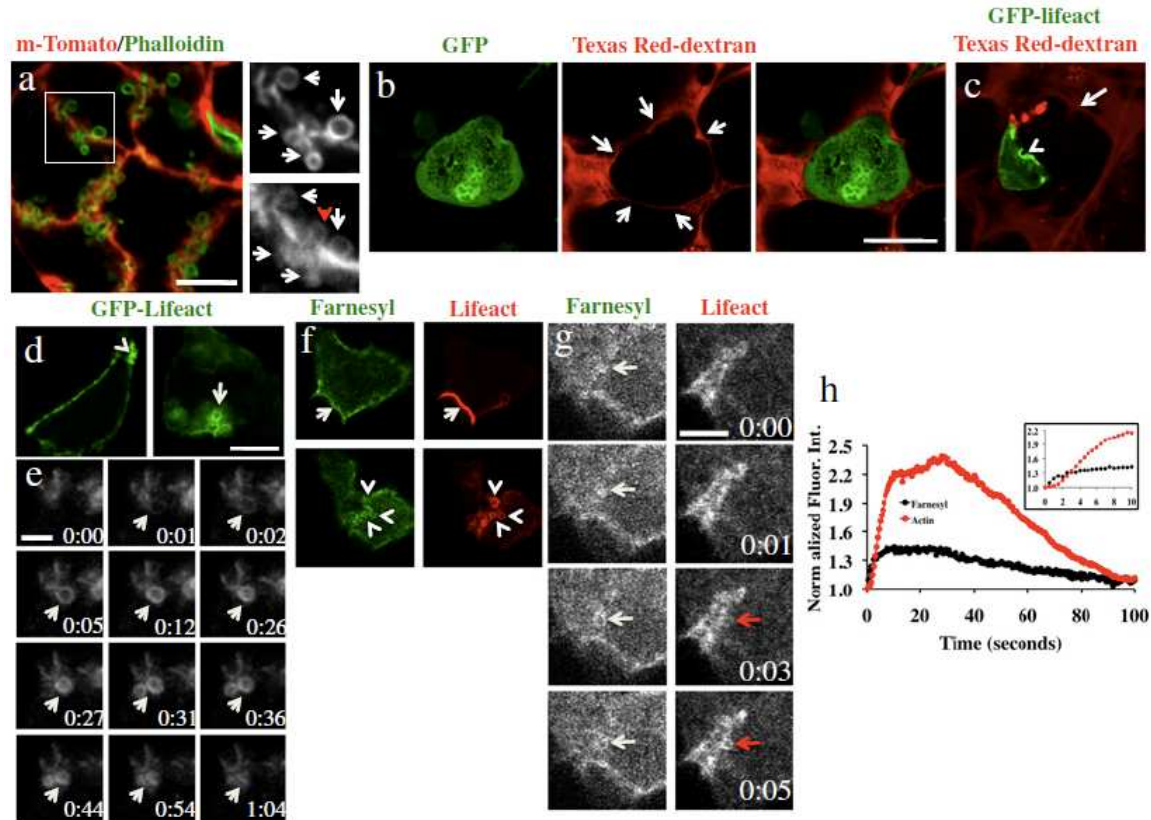 GFP-lifeact
m-Tomato/Phalloidin
GFP
Texas Red-dextran
Texas Red-dextran
a
b
c
GFP-Lifeact
Farnesyl
Lifeact
Farnesyl
Lifeact
d
f
g
0:00
e
0:00
0:01
0:02
0:01
0:05
0:12
0:26
0:03
0:27
0:31
0:36
0:05
0:44
0:54
1:04
h
Norm alized Fluor. Int.
2.5
2.2
1.9
1.6
1.3
1.0
0
20
40
60
80
100
Time (seconds)
Farnesyl
Actin
2.2
1.9
1.6
1.3
1.0
0
2
4
6
8
10